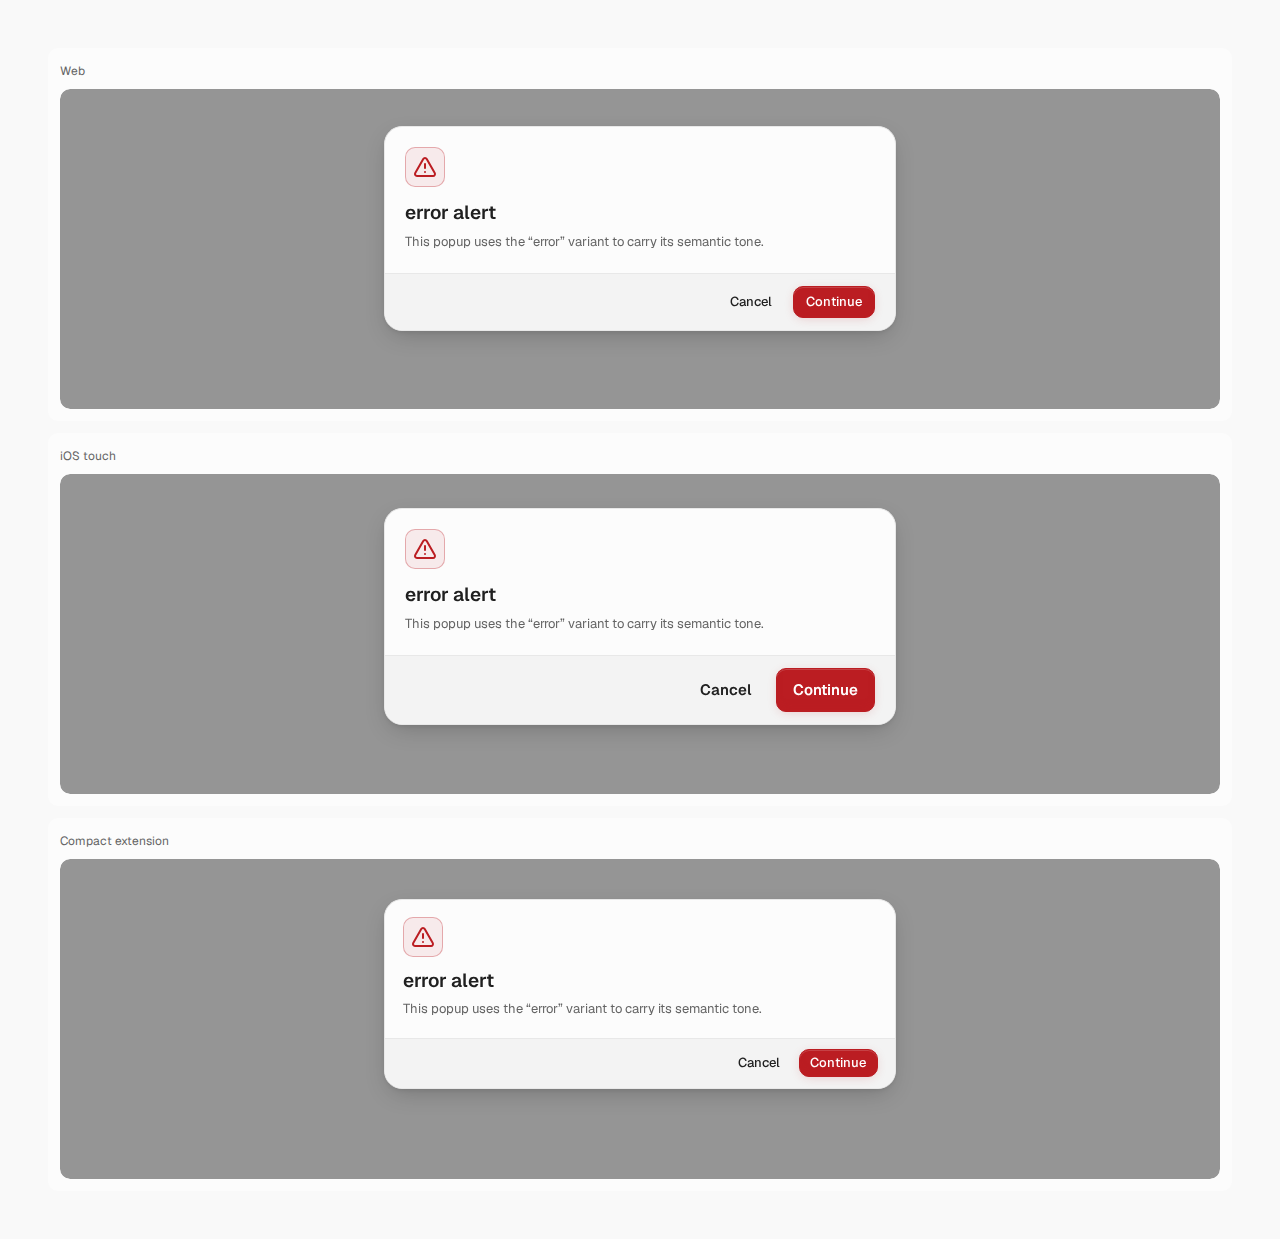 Web
error alert
This popup uses the “error” variant to carry its semantic tone.
Cancel
Continue
iOS touch
error alert
This popup uses the “error” variant to carry its semantic tone.
Cancel
Continue
Compact extension
error alert
This popup uses the “error” variant to carry its semantic tone.
Cancel
Continue